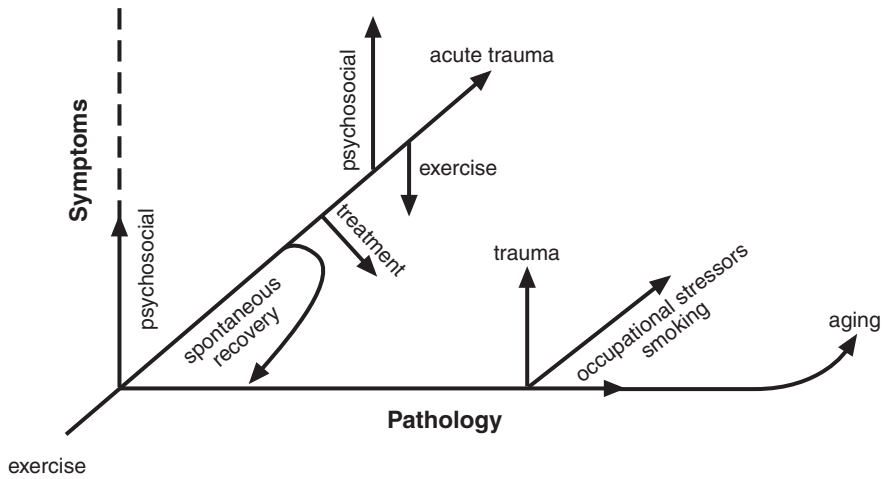 acute trauma
psychosocial
exercise
Symptoms
psychosocial
treatment
trauma
spontaneous
recovery
occupational stressors
smoking
aging
Pathology
exercise